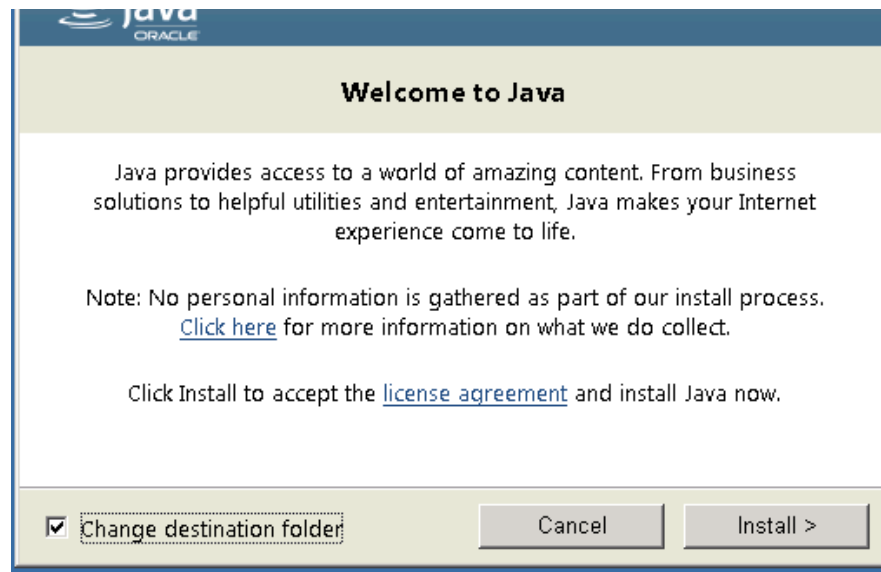 Java
ORACLE
Welcome to Java
Java provides access to a world of amazing content. From business
solutions to helpful utilities and entertainment, Java makes your Internet
experience come to life.
Note: No personal information is gathered as part of our install process.
Click here for more information on what we do collect.
Click Install to accept the license agreement and install Java now.
Change destination folder
Cancel
Install >